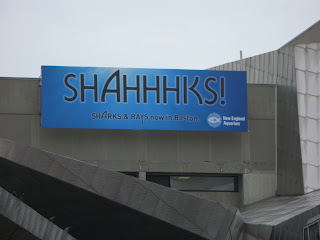 SHAHHHKS!
SHARKS & RAYS now in Boston.
New England
Aquarium